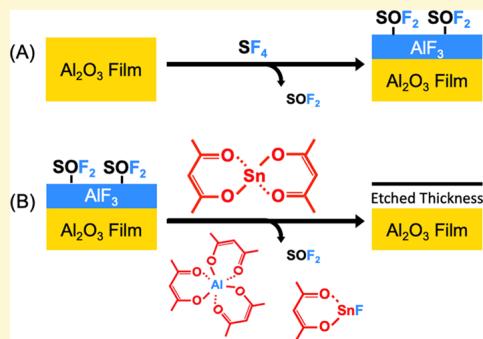 (A)
Al₂O₃ Film
SF₄
SOF₂
SOF₂ SOF₂
AlF₃
Al₂O₃ Film
(B)
SOF₂ SOF₂
AlF₃
Al₂O₃ Film
O O
Sn
O O
SOF₂
Etched Thickness
Al₂O₃ Film
O O
O O
Al
O O
O
SnF
O